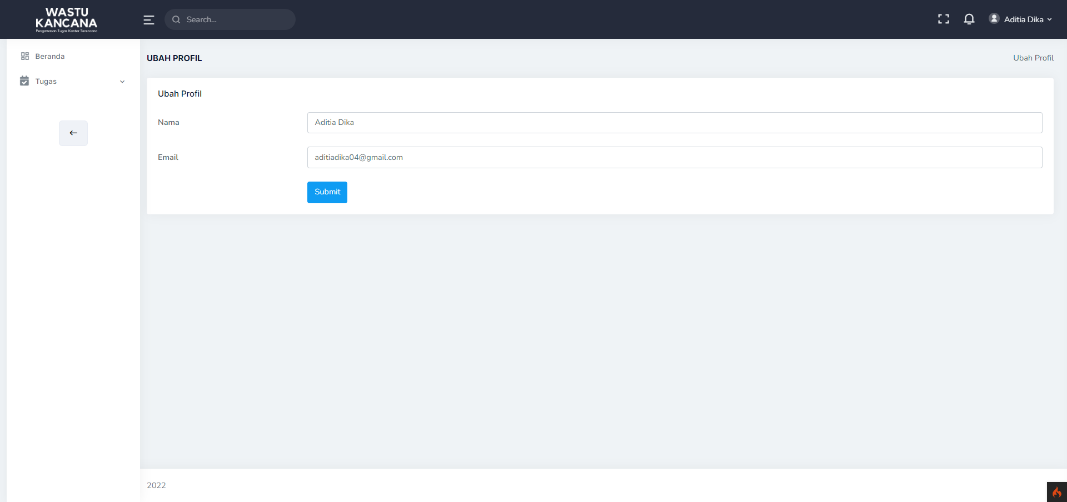 WASTU
KANCANA
Search...
Aditia Dika
Beranda
Tugas
UBAH PROFIL
Ubah Profil
Ubah Profil
Nama
Aditia Dika
Email
aditiadika04@gmail.com
Submit
2022